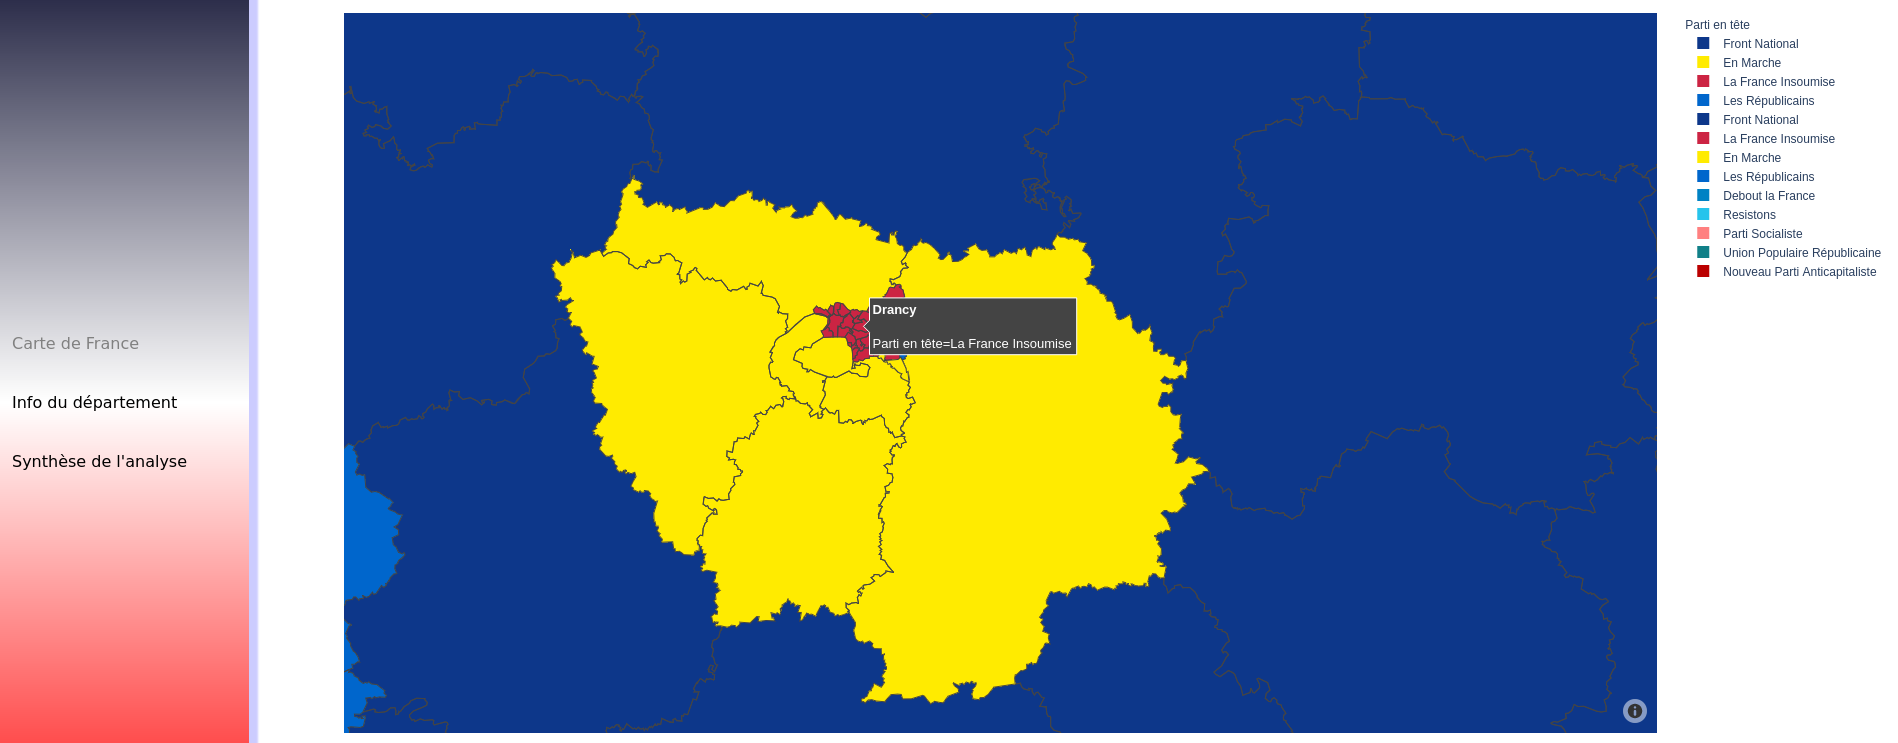 Carte de France
Info du département
Synthèse de l'analyse
Drancy
Parti en tête=La France Insoumise
Parti en tête
Front National
En Marche
La France Insoumise
Les Républicains
Front National
La France Insoumise
En Marche
Les Républicains
Debout la France
Resistons
Parti Socialiste
Union Populaire Républicaine
Nouveau Parti Anticapitaliste